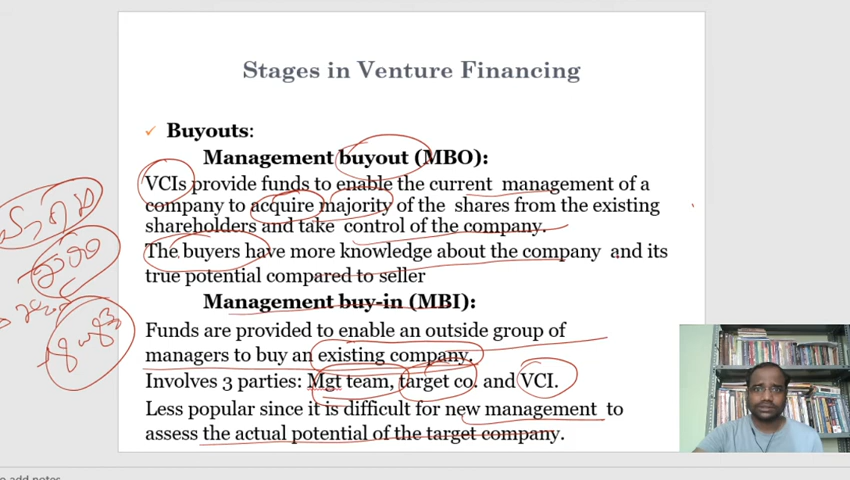 Stages in Venture Financing
✓ Buyouts:
Management buyout (MBO):
VCIs provide funds to enable the current management of a
company to acquire majority of the shares from the existing
shareholders and take control of the company.
The buyers have more knowledge about the company and its
true potential compared to seller
Management buy-in (MBI):
Funds are provided to enable an outside group of
managers to buy an existing company.
Involves 3 parties: Mgt team, target co. and VCI.
Less popular since it is difficult for new management to
assess the actual potential of the target company.
add notes